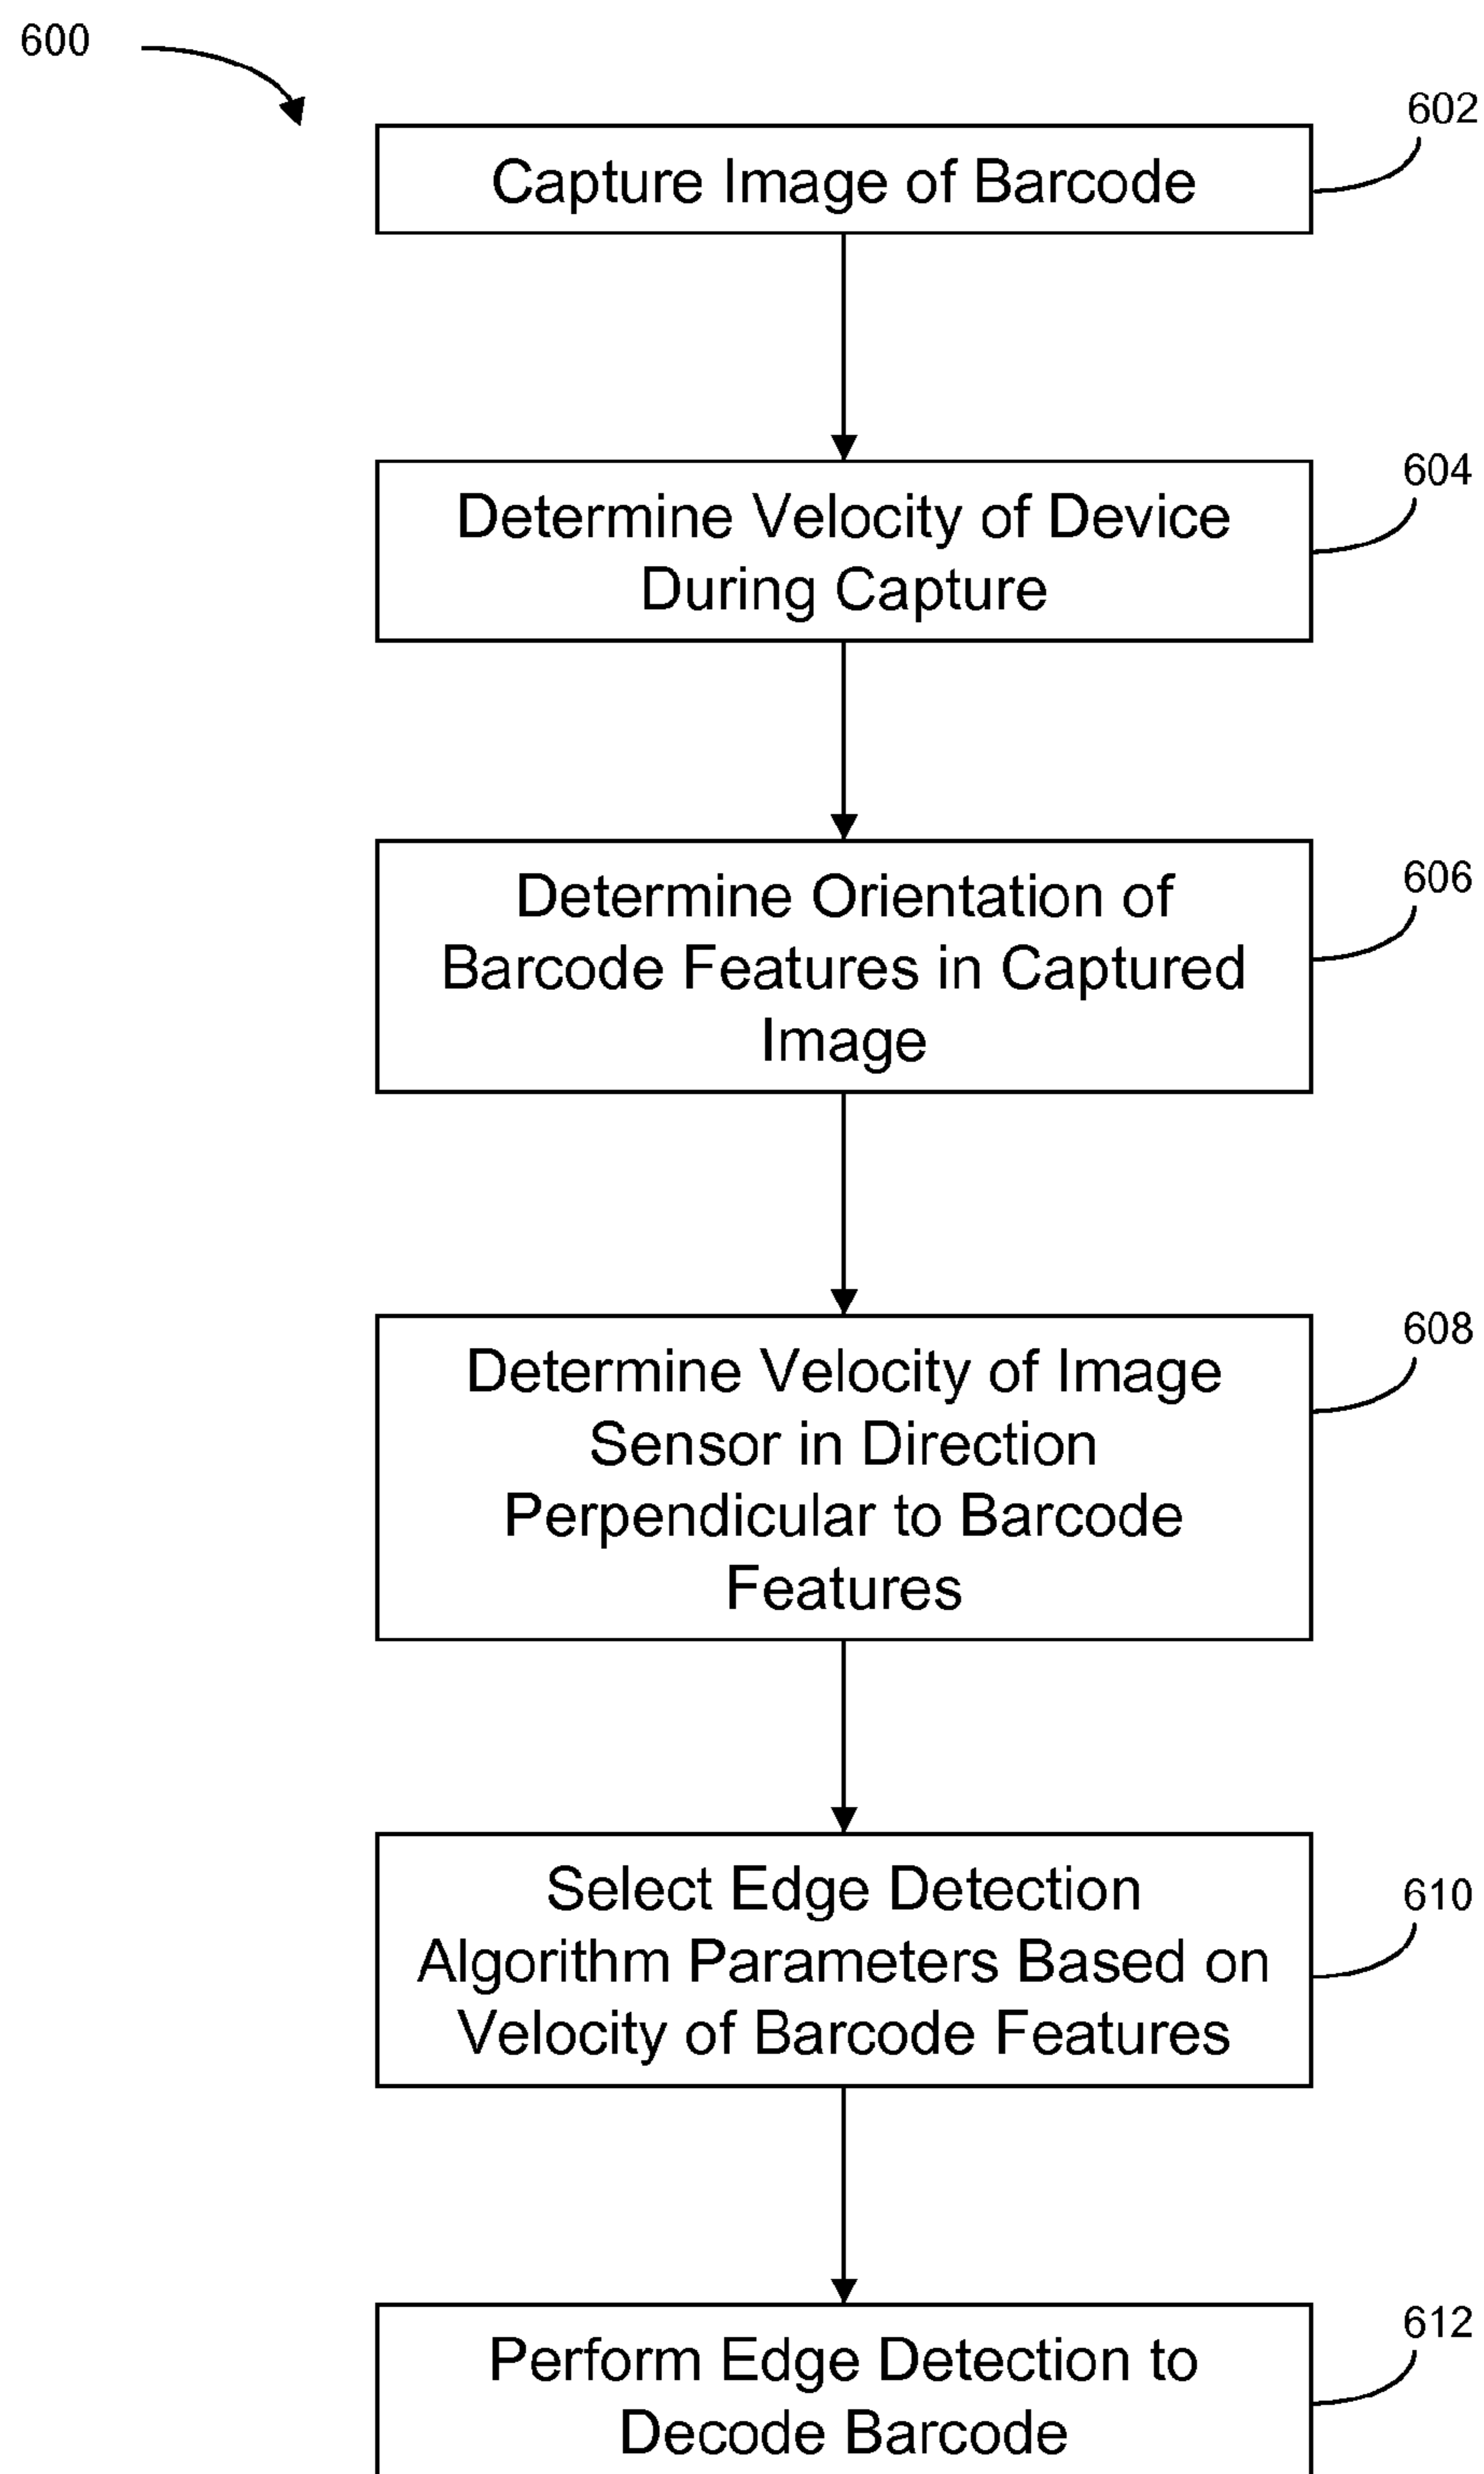 600
602
Capture Image of Barcode
604
Determine Velocity of Device
During Capture
606
Determine Orientation of
Barcode Features in Captured
Image
608
Determine Velocity of Image
Sensor in Direction
Perpendicular to Barcode
Features
610
Select Edge Detection
Algorithm Parameters Based on
Velocity of Barcode Features
612
Perform Edge Detection to
Decode Barcode